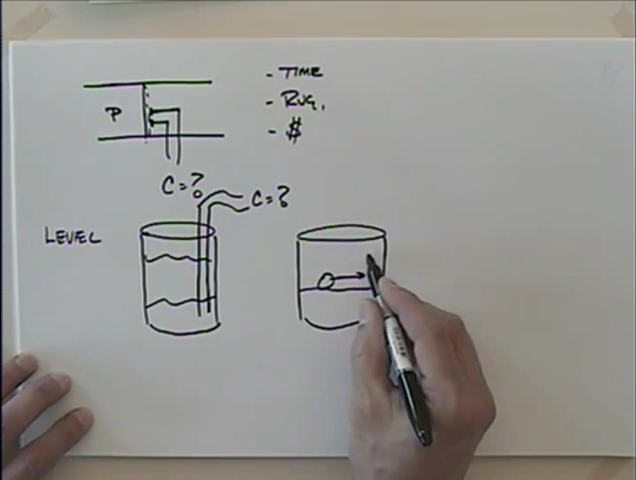 - TIME
- RUG.
P
- $
C=?
C=?
LEVEL